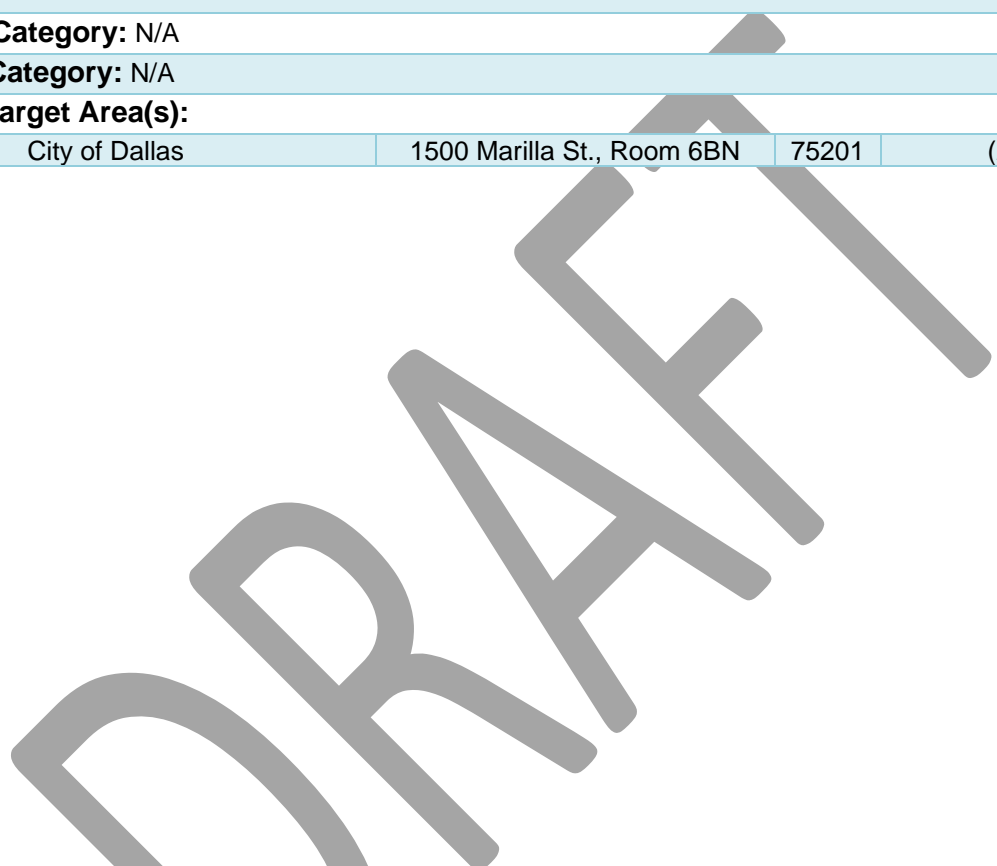 Category: N/A
Category: N/A
arget Area(s):
City of Dallas 1500 Marilla St., Room 6BN 75201 (
DRAFT